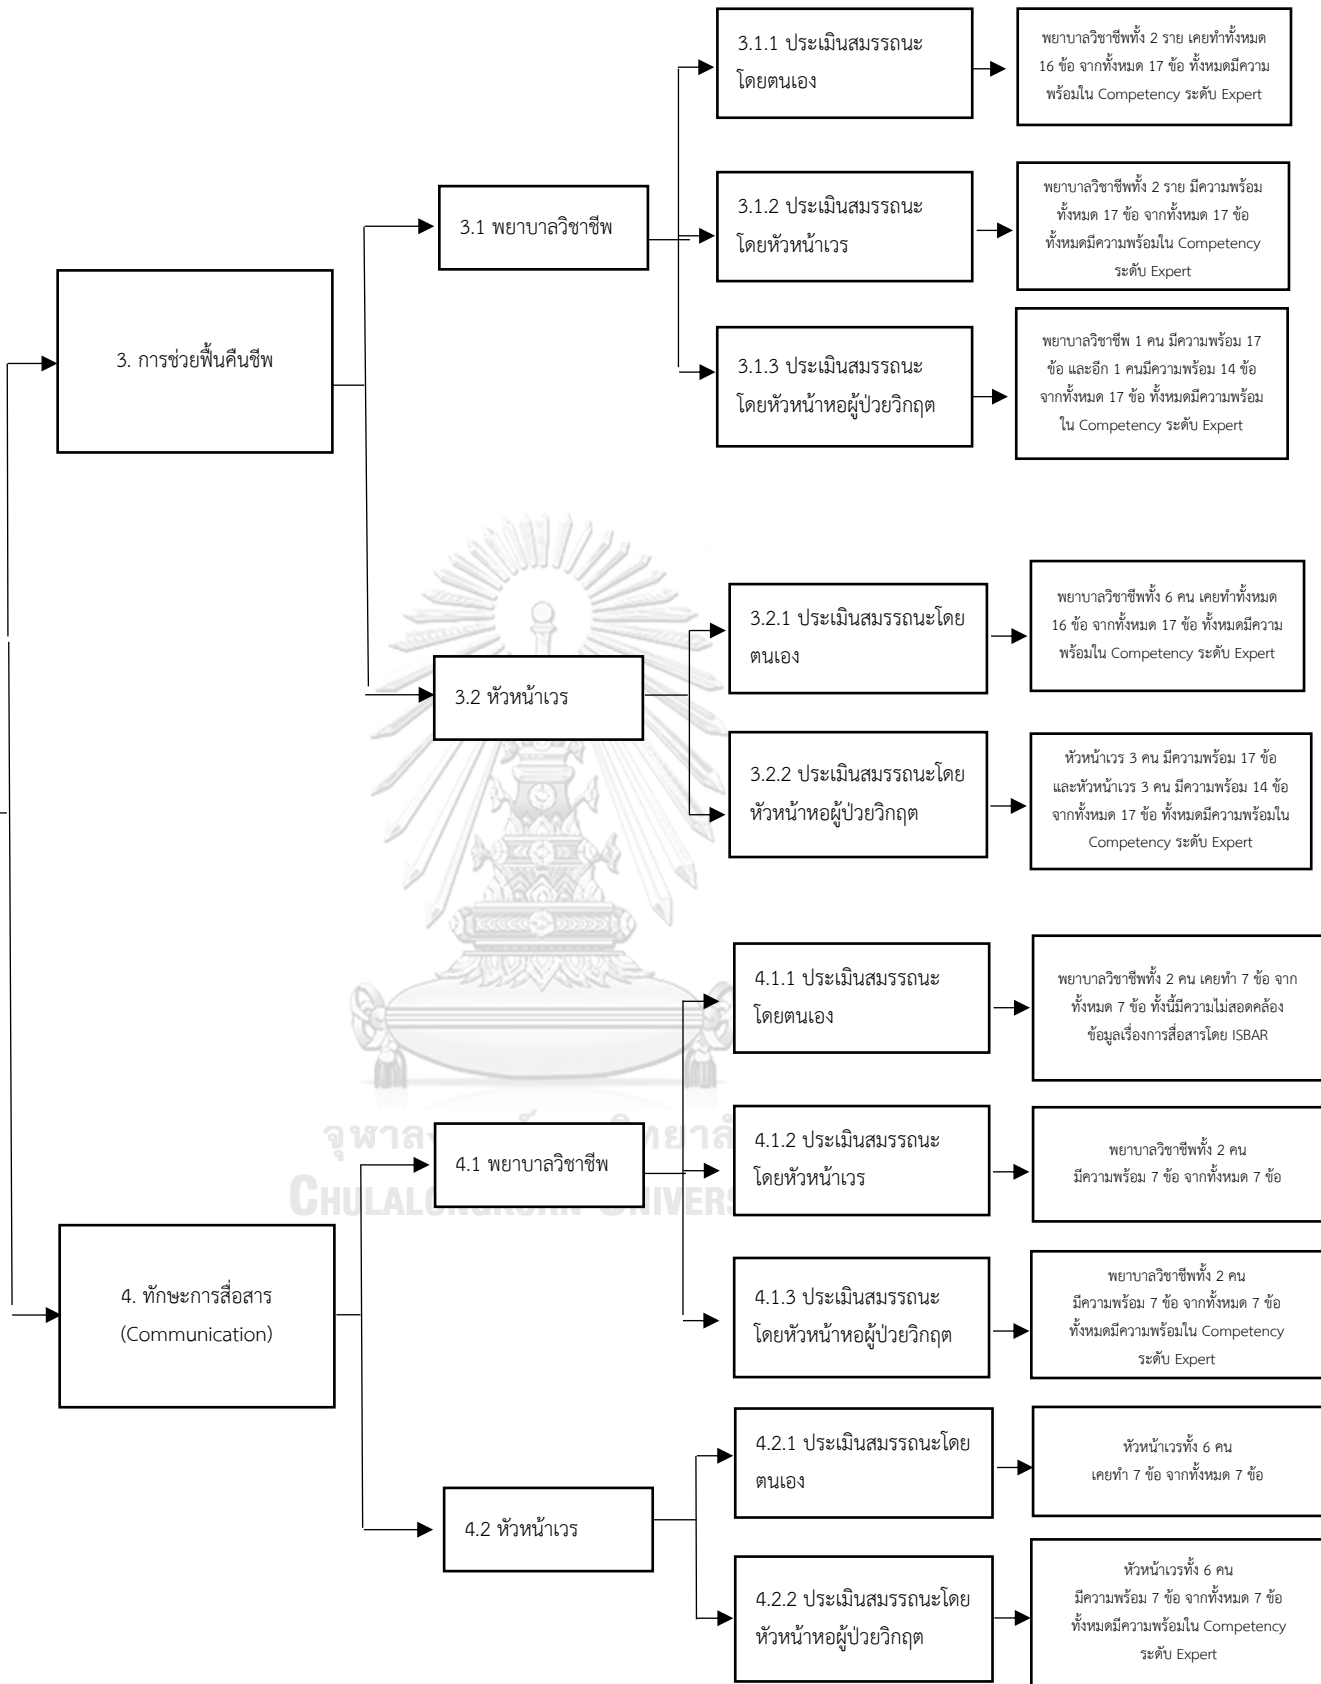 3. การช่วยฟื้นคืนชีพ
3.1 พยาบาลวิชาชีพ
3.1.1 ประเมินสมรรถนะ
โดยตนเอง
พยาบาลวิชาชีพทั้ง 2 ราย เคยทำทั้งหมด
16 ข้อ จากทั้งหมด 17 ข้อ ทั้งหมดมีความ
พร้อมใน Competency ระดับ Expert
3.1.2 ประเมินสมรรถนะ
โดยหัวหน้าเวร
พยาบาลวิชาชีพทั้ง 2 ราย มีความพร้อม
ทั้งหมด 17 ข้อ จากทั้งหมด 17 ข้อ
ทั้งหมดมีความพร้อมใน Competency
ระดับ Expert
3.1.3 ประเมินสมรรถนะ
โดยหัวหน้าหอผู้ป่วยวิกฤต
พยาบาลวิชาชีพ 1 คน มีความพร้อม 17
ข้อ และอีก 1 คนมีความพร้อม 14 ข้อ
จากทั้งหมด 17 ข้อ ทั้งหมดมีความพร้อม
ใน Competency ระดับ Expert
3.2 หัวหน้าเวร
3.2.1 ประเมินสมรรถนะโดย
ตนเอง
พยาบาลวิชาชีพทั้ง 6 คน เคยทำทั้งหมด
16 ข้อ จากทั้งหมด 17 ข้อ ทั้งหมดมีความ
พร้อมใน Competency ระดับ Expert
3.2.2 ประเมินสมรรถนะโดย
หัวหน้าหอผู้ป่วยวิกฤต
หัวหน้าเวร 3 คน มีความพร้อม 17 ข้อ
และหัวหน้าเวร 3 คน มีความพร้อม 14 ข้อ
จากทั้งหมด 17 ข้อ ทั้งหมดมีความพร้อมใน
Competency ระดับ Expert
4. ทักษะการสื่อสาร
(Communication)
4.1 พยาบาลวิชาชีพ
4.1.1 ประเมินสมรรถนะ
โดยตนเอง
พยาบาลวิชาชีพทั้ง 2 คน เคยทำ 7 ข้อ จาก
ทั้งหมด 7 ข้อ ทั้งนี้มีความไม่สอดคล้อง
ข้อมูลเรื่องการสื่อสารโดย ISBAR
4.1.2 ประเมินสมรรถนะ
โดยหัวหน้าเวร
พยาบาลวิชาชีพทั้ง 2 คน
มีความพร้อม 7 ข้อ จากทั้งหมด 7 ข้อ
4.1.3 ประเมินสมรรถนะ
โดยหัวหน้าหอผู้ป่วยวิกฤต
พยาบาลวิชาชีพทั้ง 2 คน
มีความพร้อม 7 ข้อ จากทั้งหมด 7 ข้อ
ทั้งหมดมีความพร้อมใน Competency
ระดับ Expert
4.2 หัวหน้าเวร
4.2.1 ประเมินสมรรถนะโดย
ตนเอง
หัวหน้าเวรทั้ง 6 คน
เคยทำ 7 ข้อ จากทั้งหมด 7 ข้อ
4.2.2 ประเมินสมรรถนะโดย
หัวหน้าหอผู้ป่วยวิกฤต
หัวหน้าเวรทั้ง 6 คน
มีความพร้อม 7 ข้อ จากทั้งหมด 7 ข้อ
ทั้งหมดมีความพร้อมใน Competency
ระดับ Expert